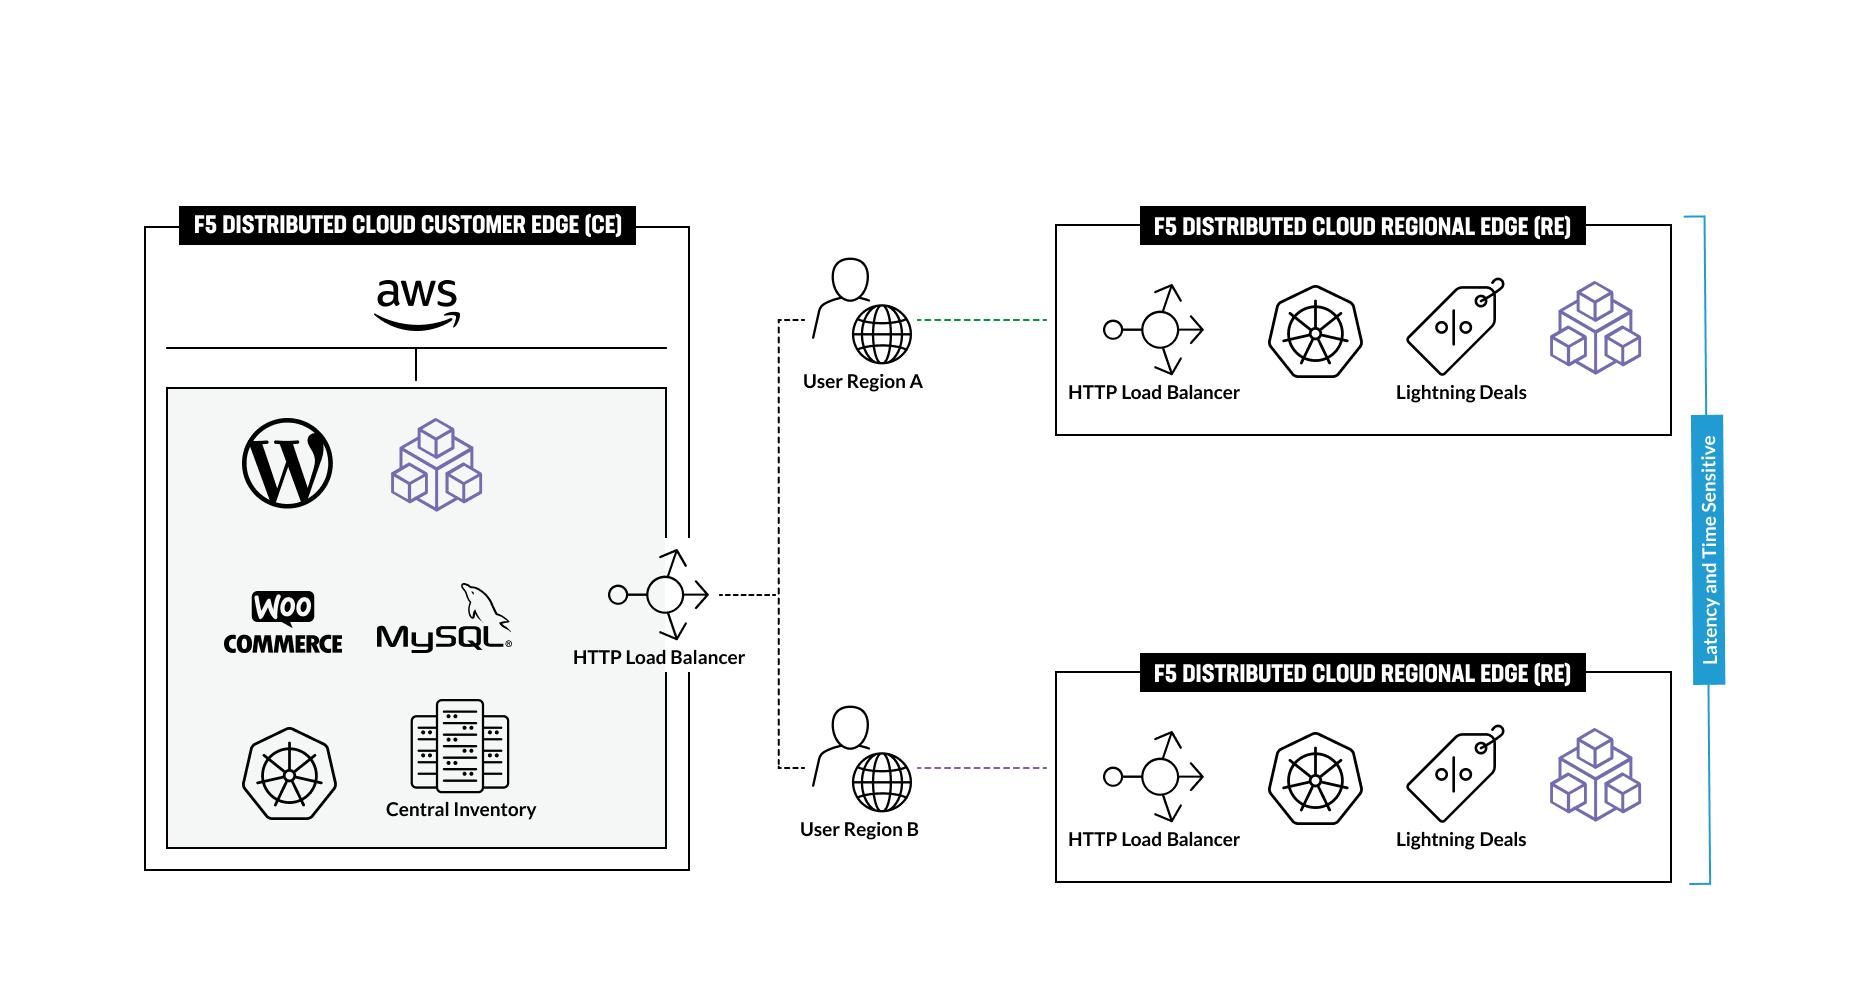 F5 DISTRIBUTED CLOUD CUSTOMER EDGE (CE)
aws
W
WOO
COMMERCE
MySQL®
Central Inventory
HTTP Load Balancer
User Region A
User Region B
F5 DISTRIBUTED CLOUD REGIONAL EDGE (RE)
HTTP Load Balancer
Lightning Deals
F5 DISTRIBUTED CLOUD REGIONAL EDGE (RE)
HTTP Load Balancer
Lightning Deals
Latency and Time Sensitive